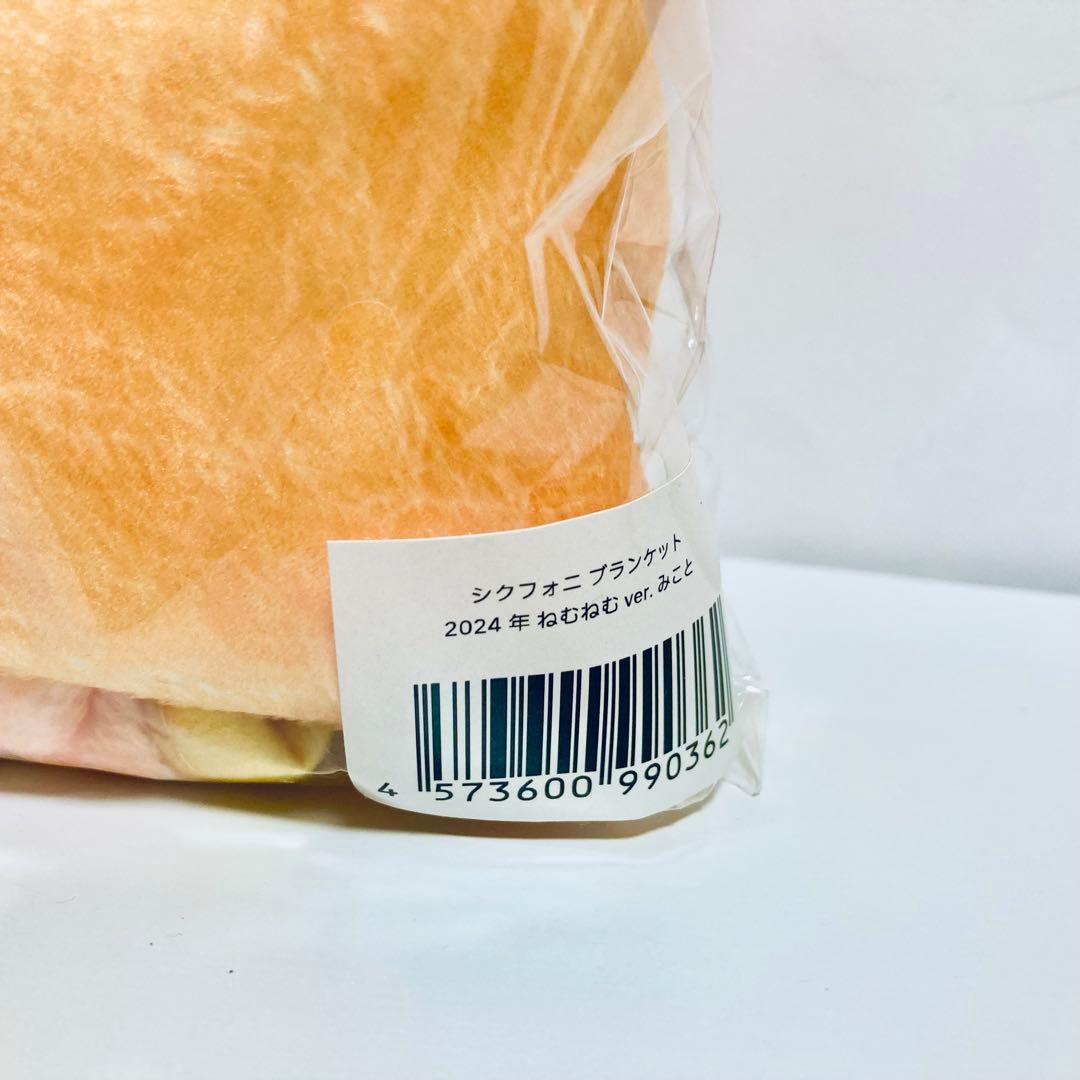 シクフォニ ブランケット
2024 年 ねむねむ ver. みこと
4 573600 990362